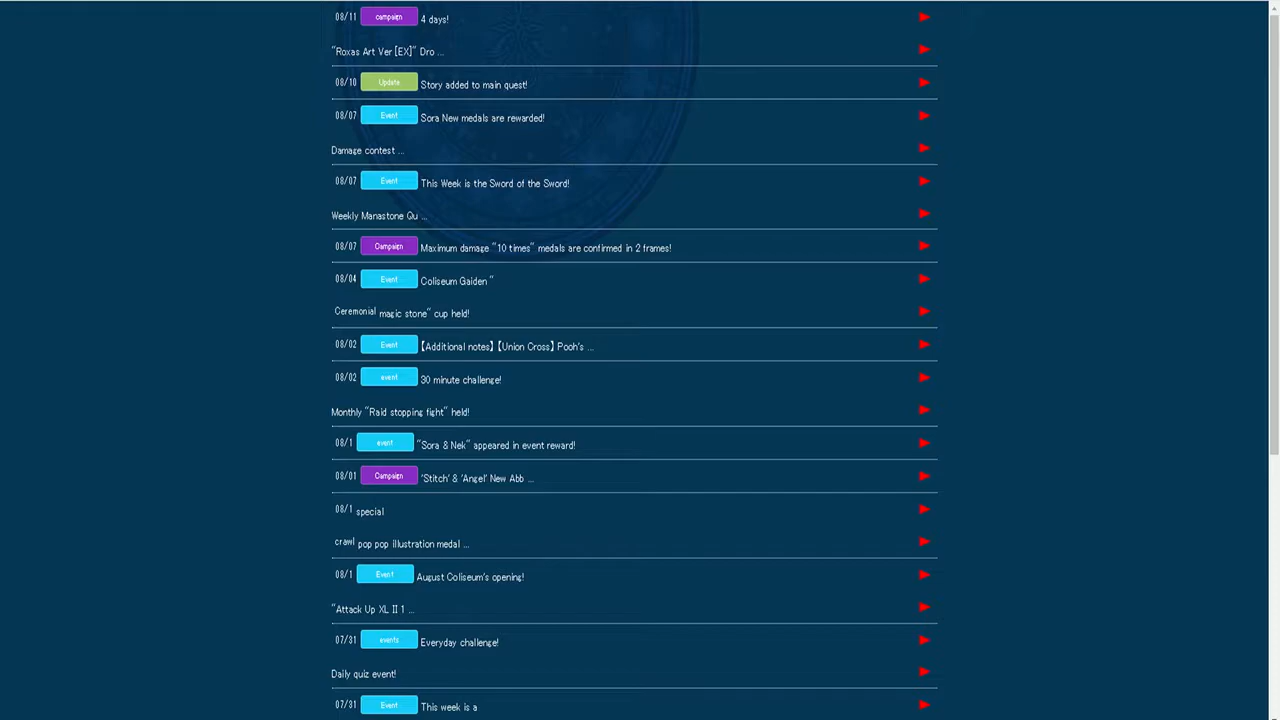 08/11 campaign 4 days!
"Roxas Art Ver [EX]" Dro ...
08/10 Update Story added to main quest!
08/07 Event Sora New medals are rewarded!
Damage contest ...
08/07 Event This Week is the Sword of the Sword!
Weekly Manastone Qu ...
08/07 Campaign Maximum damage "10 times" medals are confirmed in 2 frames!
08/04 Event Coliseum Gaiden "
Ceremonial magic stone" cup held!
08/02 Event 【Additional notes】【Union Cross】 Pooh's ...
08/02 event 30 minute challenge!
Monthly "Raid stopping fight" held!
08/1 event "Sora & Nek" appeared in event reward!
08/01 Campaign 'Stitch' & 'Angel' New Abb ...
08/1 special
crawl pop pop illustration medal ...
08/1 Event August Coliseum's opening!
"Attack Up XL II 1 ...
07/31 events Everyday challenge!
Daily quiz event!
07/31 Event This week is a